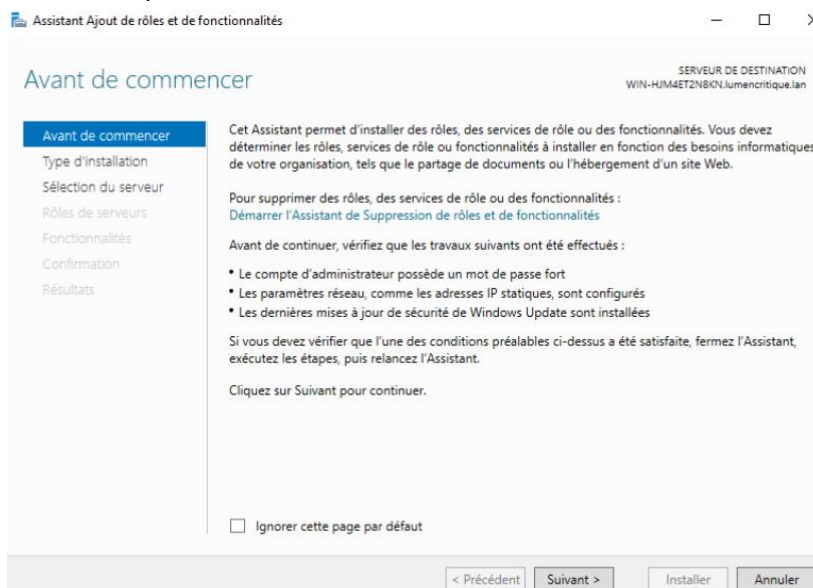 Assistant Ajout de rôles et de fonctionnalités
Avant de commencer
SERVEUR DE DESTINATION
WIN-HJM4ET2N8KN.lumencritique.lan
Avant de commencer
Type d'installation
Sélection du serveur
Rôles de serveurs
Fonctionnalités
Confirmation
Résultats
Cet Assistant permet d'installer des rôles, des services de rôle ou des fonctionnalités. Vous devez
déterminer les rôles, services de rôle ou fonctionnalités à installer en fonction des besoins informatiques
de votre organisation, tels que le partage de documents ou l'hébergement d'un site Web.
Pour supprimer des rôles, des services de rôle ou des fonctionnalités :
Démarrer l'Assistant de Suppression de rôles et de fonctionnalités
Avant de continuer, vérifiez que les travaux suivants ont été effectués :
• Le compte d'administrateur possède un mot de passe fort
• Les paramètres réseau, comme les adresses IP statiques, sont configurés
• Les dernières mises à jour de sécurité de Windows Update sont installées
Si vous devez vérifier que l'une des conditions préalables ci-dessus a été satisfaite, fermez l'Assistant,
exécutez les étapes, puis relancez l'Assistant.
Cliquez sur Suivant pour continuer.
Ignorer cette page par défaut
< Précédent
Suivant >
Installer
Annuler